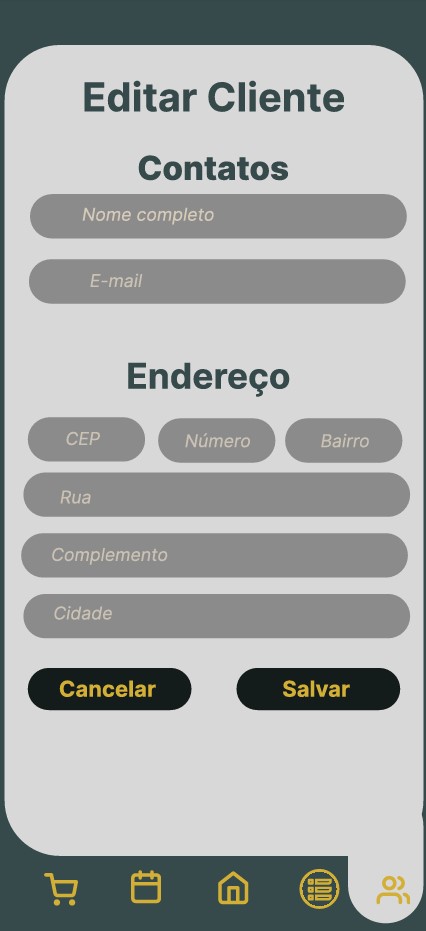 Editar Cliente
Contatos
Nome completo
E-mail
Endereço
CEP Número Bairro
Rua
Complemento
Cidade
Cancelar Salvar